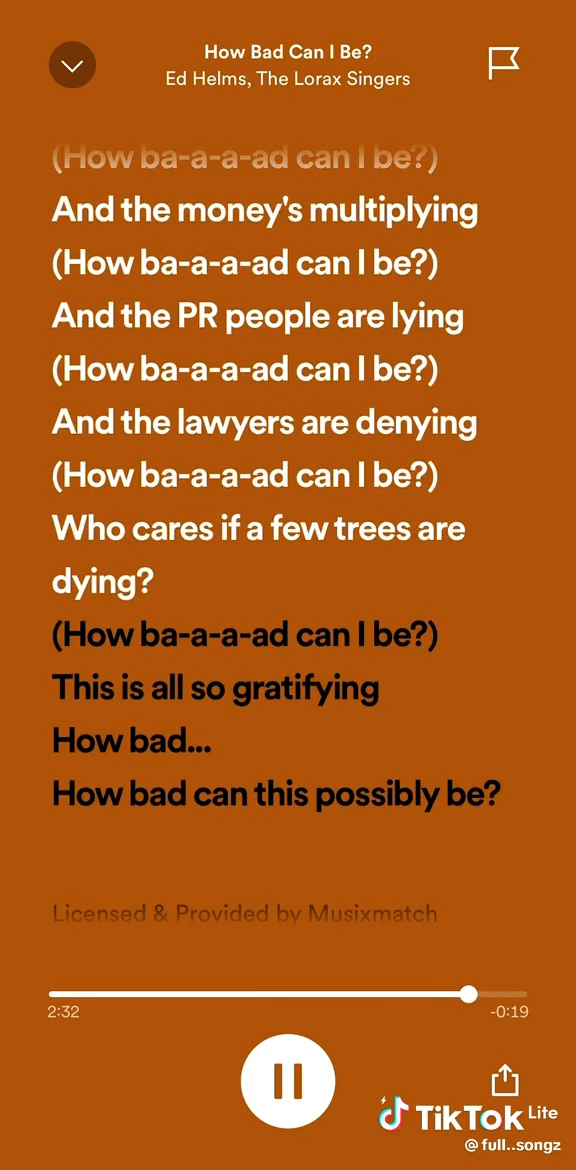 How Bad Can I Be?
Ed Helms, The Lorax Singers
(How ba-a-a-ad can I be?)
And the money's multiplying
(How ba-a-a-ad can I be?)
And the PR people are lying
(How ba-a-a-ad can I be?)
And the lawyers are denying
(How ba-a-a-ad can I be?)
Who cares if a few trees are
dying?
(How ba-a-a-ad can I be?)
This is all so gratifying
How bad...
How bad can this possibly be?
Licensed & Provided by Musixmatch
2:32
-0:19
TikTok Lite
@full..songz